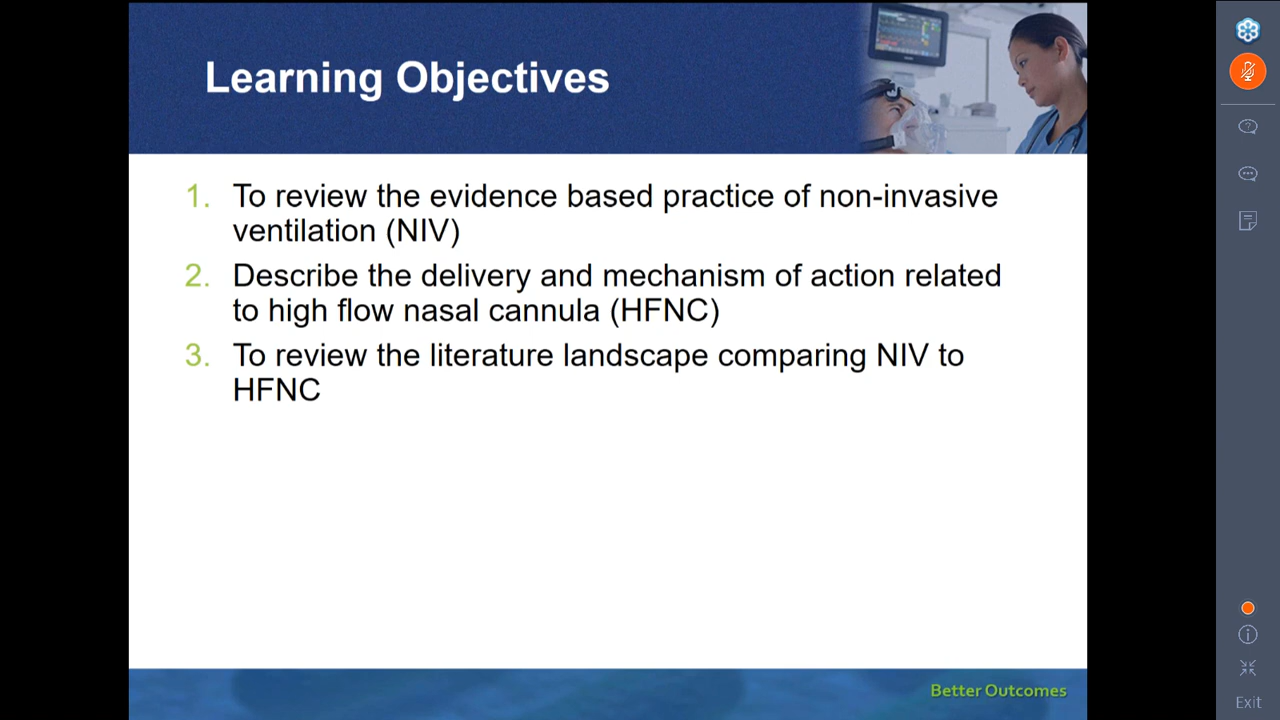 Learning Objectives
1. To review the evidence based practice of non-invasive
ventilation (NIV)
2. Describe the delivery and mechanism of action related
to high flow nasal cannula (HFNC)
3. To review the literature landscape comparing NIV to
HFNC
Better Outcomes
Exit